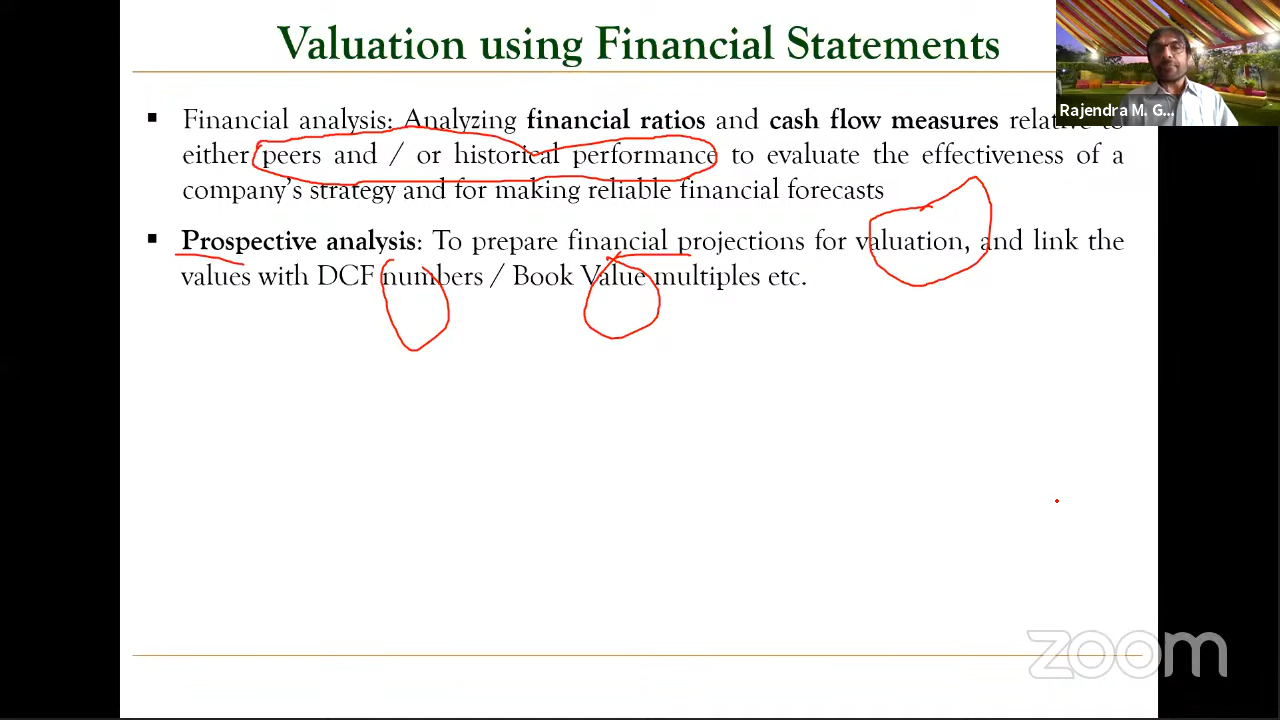 Valuation using Financial Statements
Rajendra M. G...
▪ Financial analysis: Analyzing financial ratios and cash flow measures relative to
either peers and / or historical performance to evaluate the effectiveness of a
company's strategy and for making reliable financial forecasts
▪ Prospective analysis: To prepare financial projections for valuation, and link the
values with DCF numbers / Book Value multiples etc.
zoom